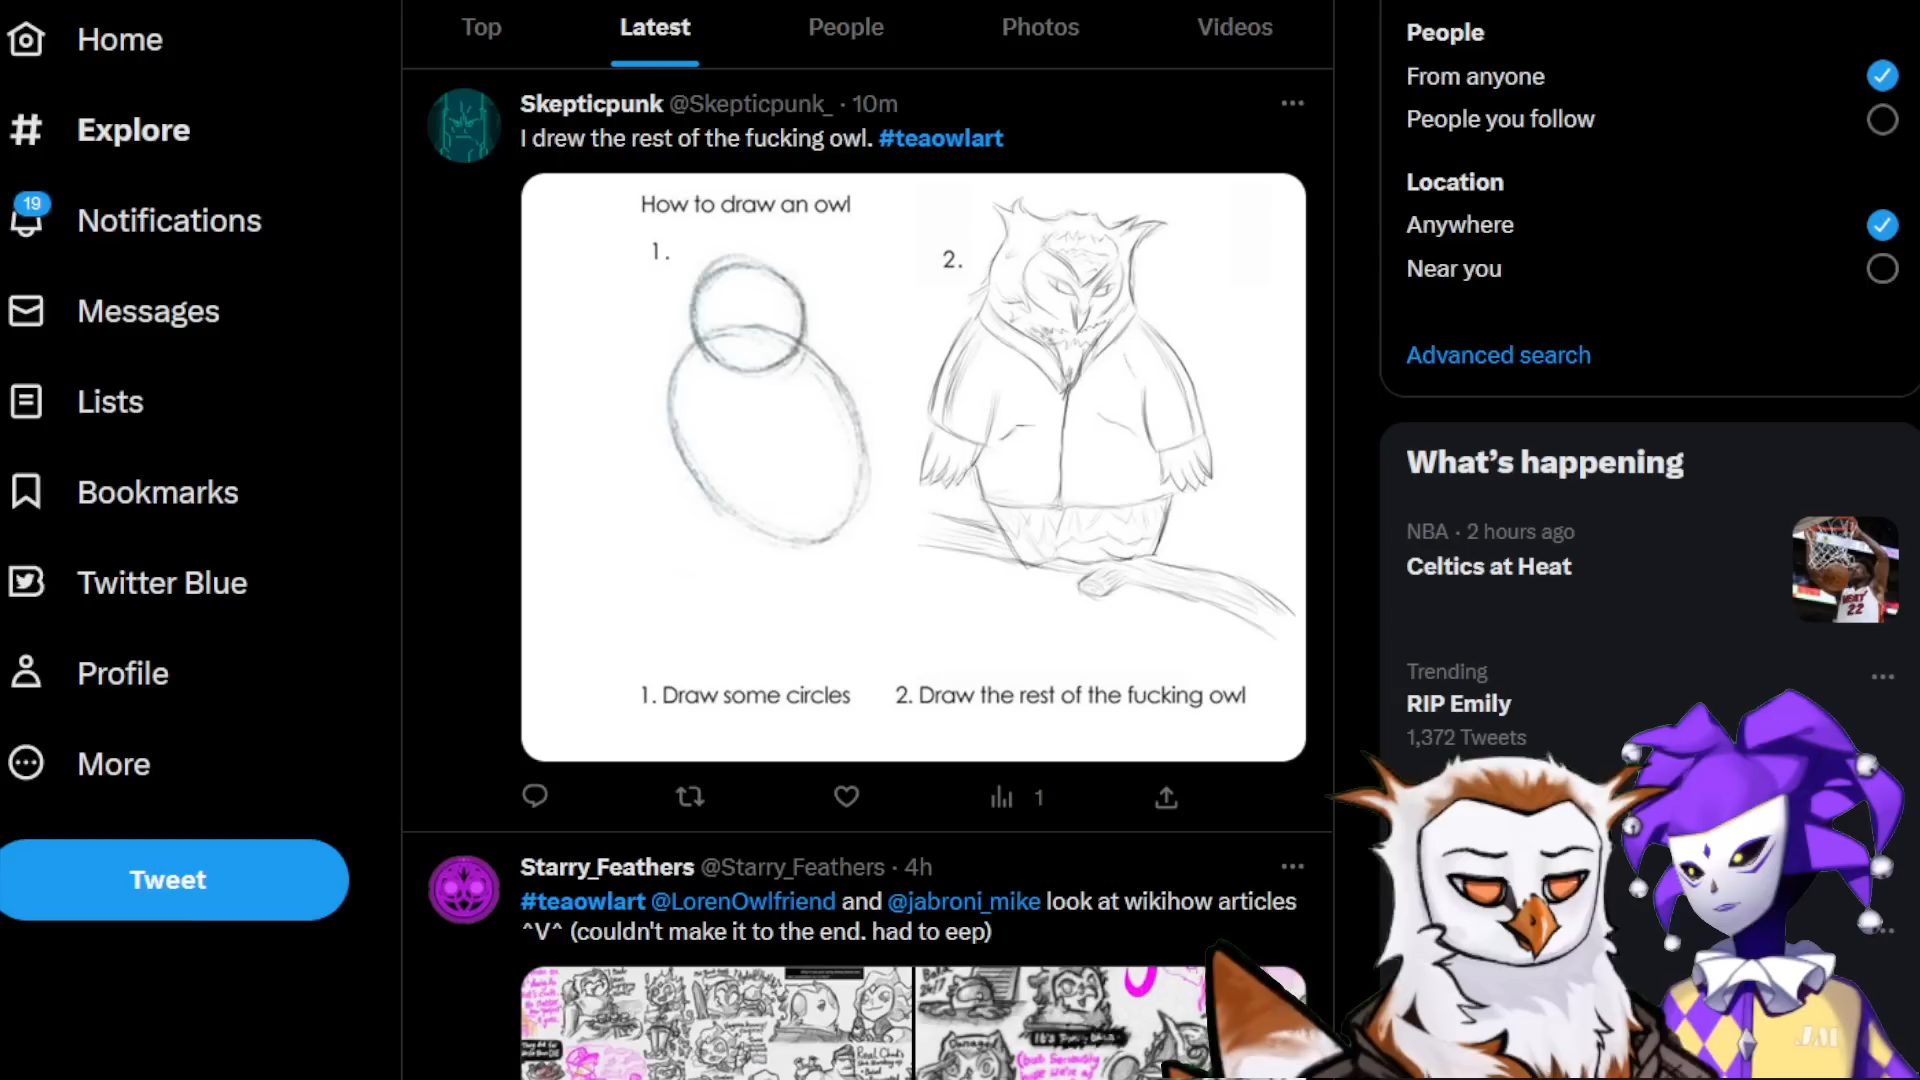 Home
Explore
19
Notifications
Messages
Lists
Bookmarks
Twitter Blue
Profile
More
Tweet
Top
Latest
People
Photos
Videos
Skepticpunk @Skepticpunk_ · 10m
I drew the rest of the fucking owl. #teaowlart
How to draw an owl
1.
2.
1. Draw some circles
2. Draw the rest of the fucking owl
1
Starry_Feathers @Starry_Feathers · 4h
#teaowlart @LorenOwlfriend and @jabroni_mike look at wikihow articles
^V^ (couldn't make it to the end. had to eep)
People
From anyone
People you follow
Location
Anywhere
Near you
Advanced search
What's happening
NBA · 2 hours ago
Celtics at Heat
HEAT
22
Trending
RIP Emily
1,372 Tweets